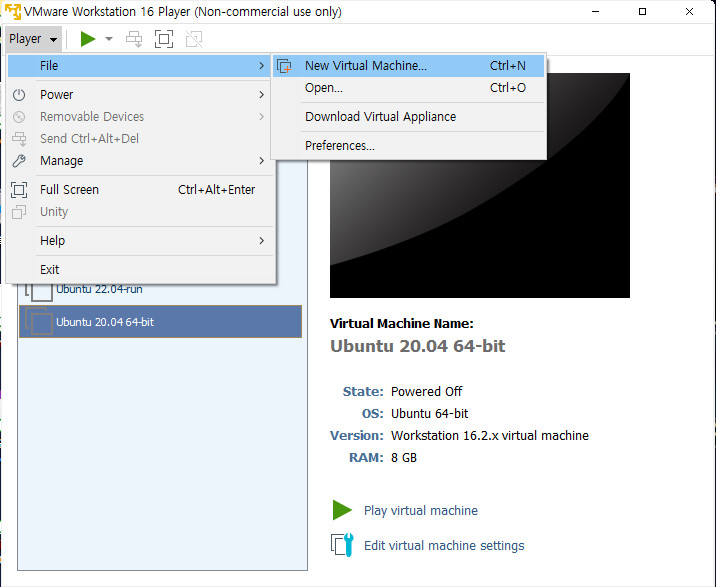 VMware Workstation 16 Player (Non-commercial use only)
Player
File
New Virtual Machine... Ctrl+N
Open... Ctrl+O
Download Virtual Appliance
Preferences...
Power
Removable Devices
Send Ctrl+Alt+Del
Manage
Full Screen Ctrl+Alt+Enter
Unity
Help
Exit
Ubuntu 22.04-run
Ubuntu 20.04 64-bit
Virtual Machine Name:
Ubuntu 20.04 64-bit
State: Powered Off
OS: Ubuntu 64-bit
Version: Workstation 16.2.x virtual machine
RAM: 8 GB
Play virtual machine
Edit virtual machine settings